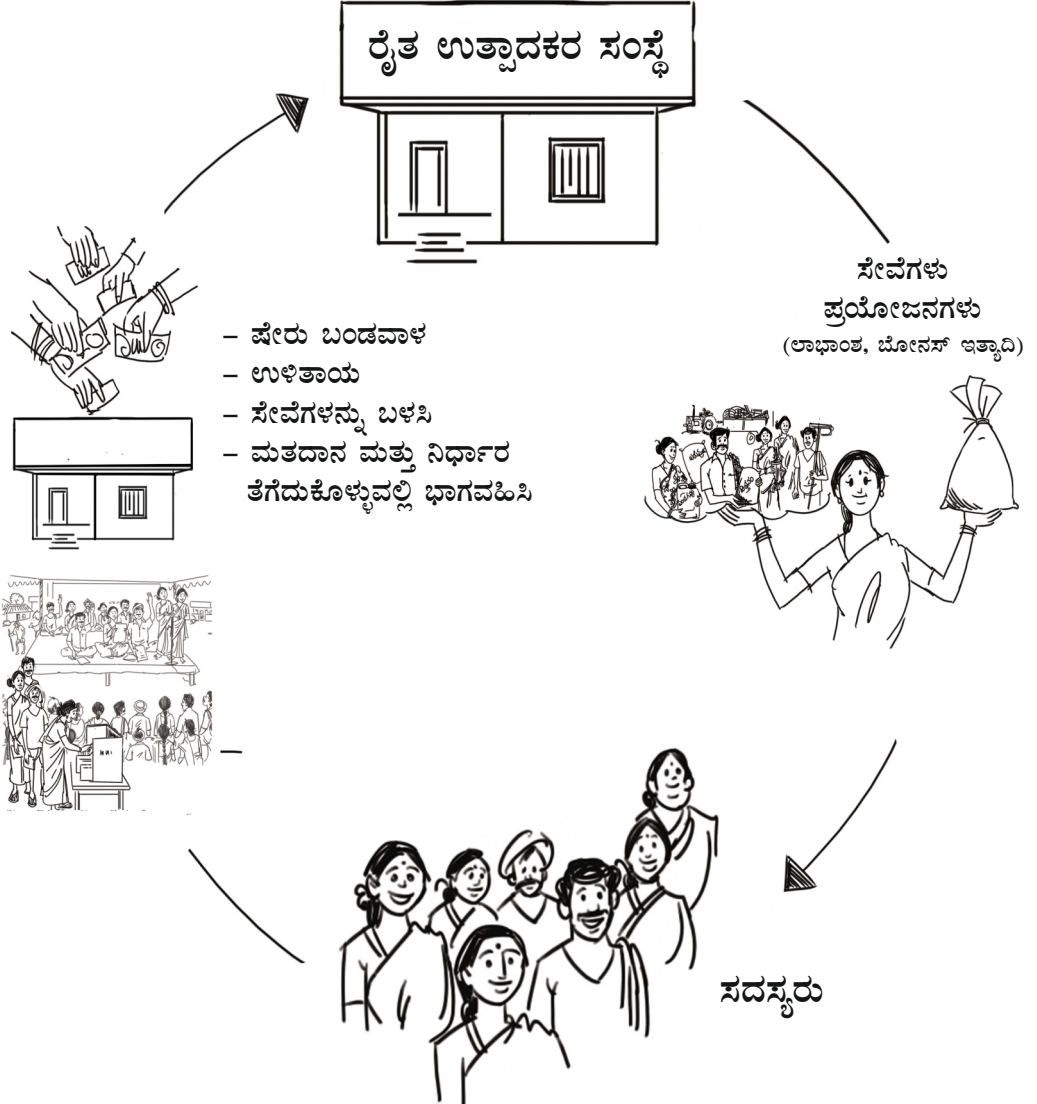 ರೈತ ಉತ್ಪಾದಕರ ಸಂಸ್ಥೆ
ಸೇವೆಗಳು
ಪ್ರಯೋಜನಗಳು
(ಲಾಭಾಂಶ, ಬೋನಸ್ ಇತ್ಯಾದಿ)
– ಷೇರು ಬಂಡವಾಳ
– ಉಳಿತಾಯ
– ಸೇವೆಗಳನ್ನು ಬಳಸಿ
– ಮತದಾನ ಮತ್ತು ನಿರ್ಧಾರ
ತೆಗೆದುಕೊಳ್ಳುವಲ್ಲಿ ಭಾಗವಹಿಸಿ
ಸದಸ್ಯರು